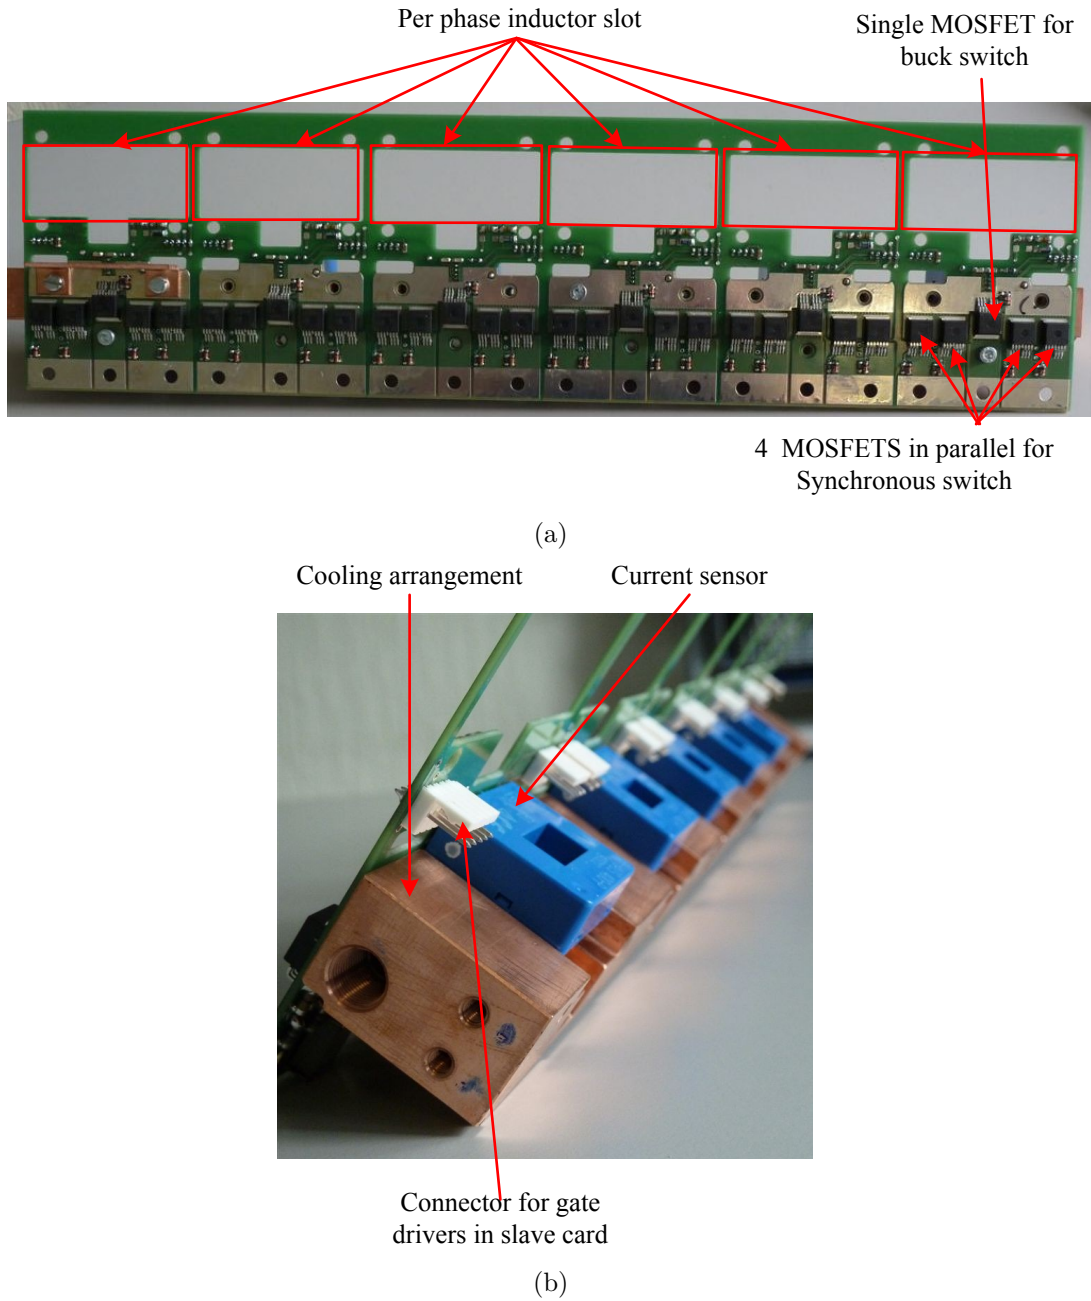 Per phase inductor slot
Single MOSFET for
buck switch
4 MOSFETS in parallel for
Synchronous switch
(a)
Cooling arrangement
Current sensor
Connector for gate
drivers in slave card
(b)